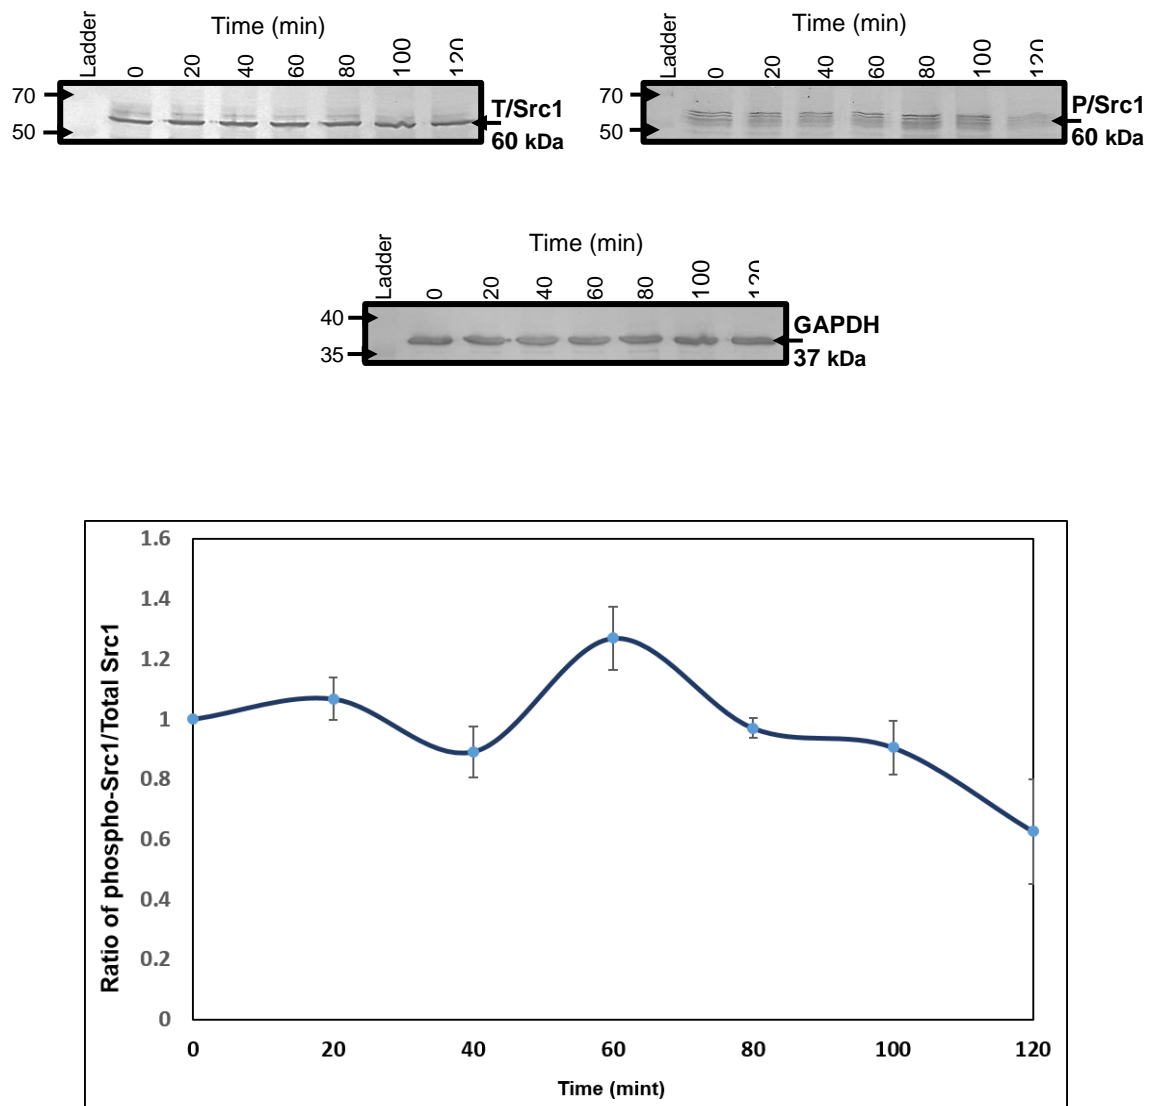 Ladder
Time (min)
0 20 40 60 80 100 120
70
50
T/Src1
60 kDa
Ladder
Time (min)
0 20 40 60 80 100 120
70
50
P/Src1
60 kDa
Ladder
Time (min)
0 20 40 60 80 100 120
40
35
GAPDH
37 kDa
Ratio of phospho-Src1/Total Src1
1.6
1.4
1.2
1
0.8
0.6
0.4
0.2
0
0 20 40 60 80 100 120
Time (mint)